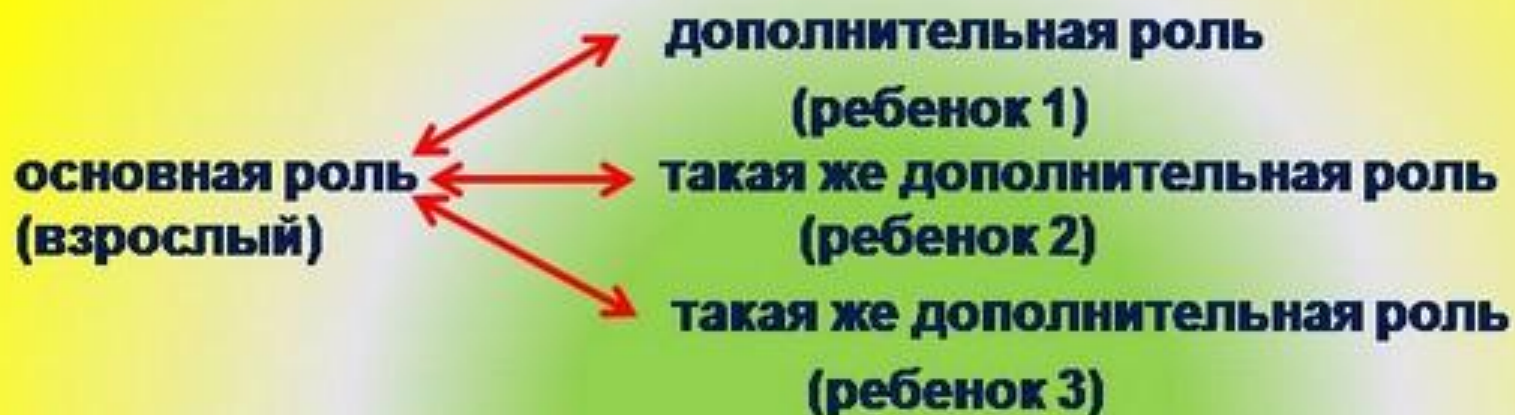 дополнительная роль
(ребенок 1)
основная роль
(взрослый)
такая же дополнительная роль
(ребенок 2)
такая же дополнительная роль
(ребенок 3)